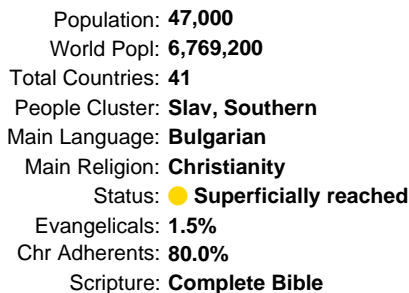 Population: 47,000
World Popl: 6,769,200
Total Countries: 41
People Cluster: Slav, Southern
Main Language: Bulgarian
Main Religion: Christianity
Status: Superficially reached
Evangelicals: 1.5%
Chr Adherents: 80.0%
Scripture: Complete Bible